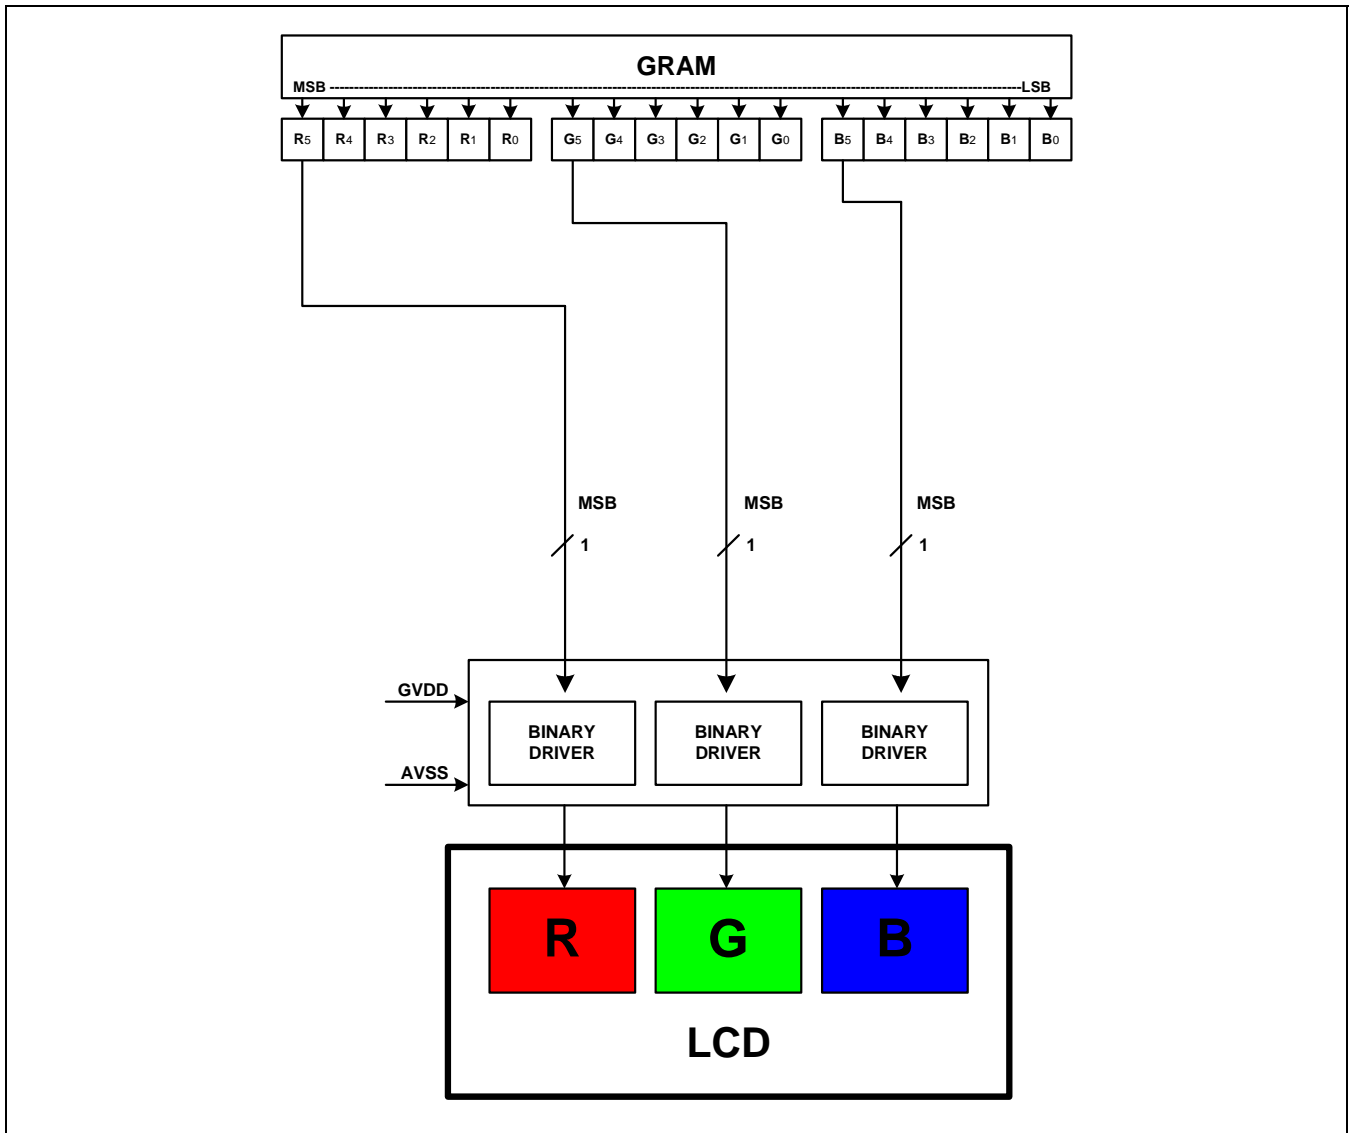 GRAM
MSB LSB
R5 R4 R3 R2 R1 R0 G5 G4 G3 G2 G1 G0 B5 B4 B3 B2 B1 B0
MSB MSB MSB
1 1 1
GVDD
BINARY DRIVER
BINARY DRIVER
BINARY DRIVER
AVSS
R G B
LCD